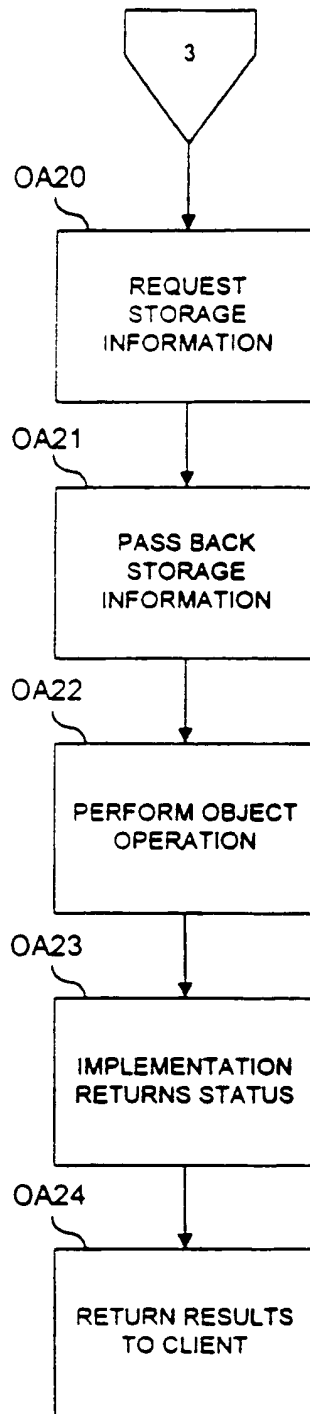 3
OA20
REQUEST
STORAGE
INFORMATION
OA21
PASS BACK
STORAGE
INFORMATION
OA22
PERFORM OBJECT
OPERATION
OA23
IMPLEMENTATION
RETURNS STATUS
OA24
RETURN RESULTS
TO CLIENT